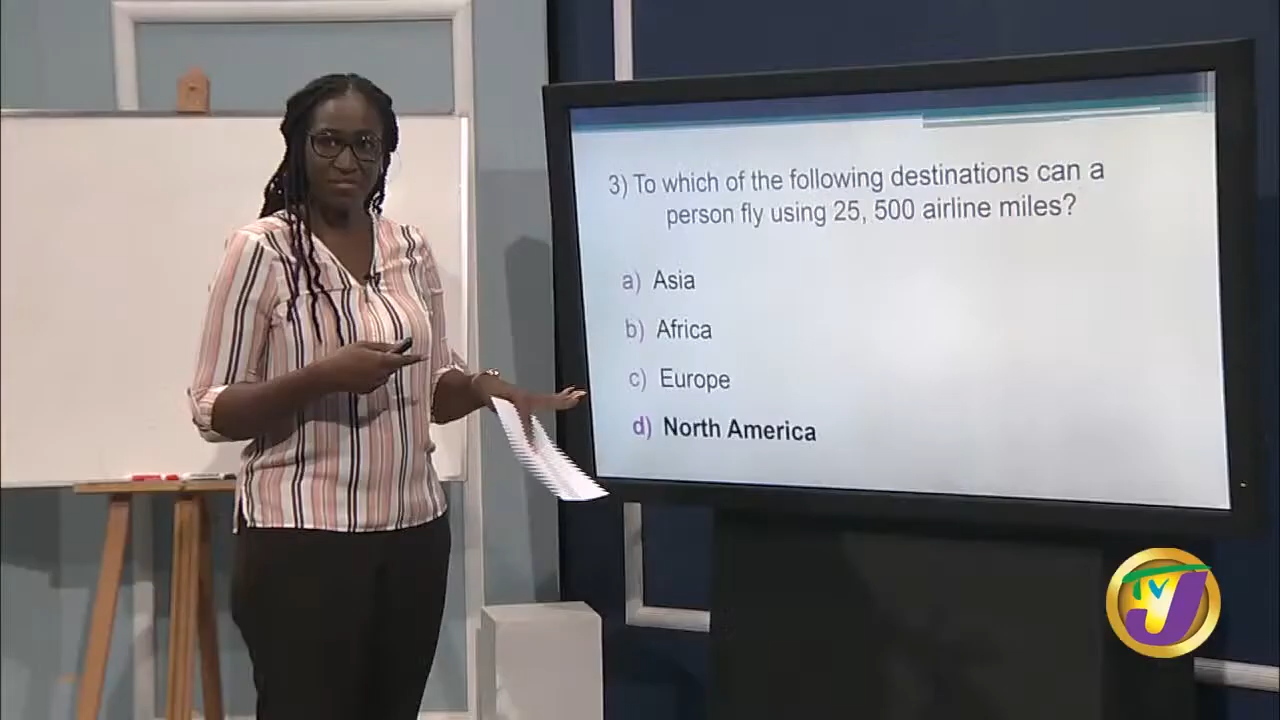 3) To which of the following destinations can a
person fly using 25, 500 airline miles?
a) Asia
b) Africa
c) Europe
d) North America
TVJ